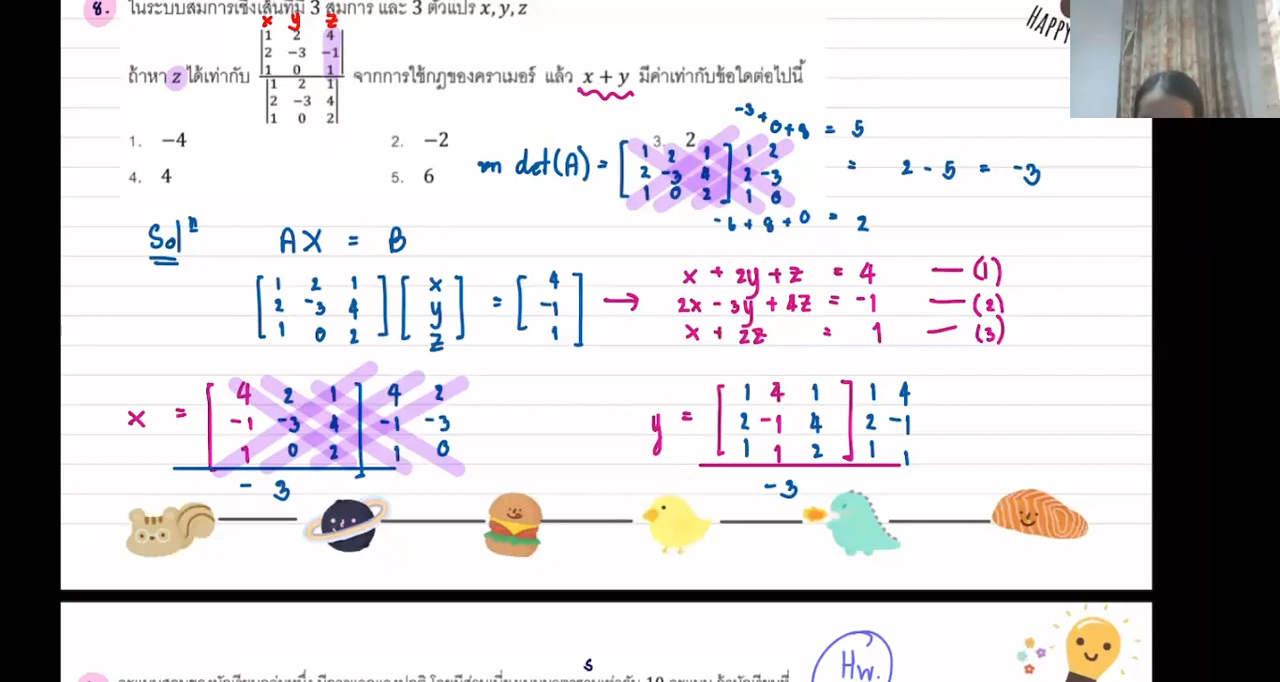 8. ในระบบสมการเชิงเส้นที่มี 3 สมการ และ 3 ตัวแปร x, y, z
x y z
1 2 4
2 −3 −1
1 0 1
ถ้าหา z ได้เท่ากับ จากการใช้กฎของคราเมอร์ แล้ว x + y มีค่าเท่ากับข้อใดต่อไปนี้
1 2 1
2 −3 4
1 0 2
HAPPY
1. −4
2. −2
3. 2
4. 4
5. 6
-3 + 0 + 8 = 5
หา det(A) = [ 1 2 1 ] 1 2
2 -3 4 2 -3
1 0 2 1 0
= 2 - 5 = -3
-6 + 8 + 0 = 2
Solⁿ AX = B
[ 1 2 1 ] [ x ] = [ 4 ]
2 -3 4 y -1
1 0 2 z 1
→ x + 2y + z = 4 — (1)
2x - 3y + 4z = -1 — (2)
x + 2z = 1 — (3)
x = [ 4 2 1 ] 4 2
-1 -3 4 -1 -3
1 0 2 1 0
-3
y = [ 1 4 1 ] 1 4
2 -1 4 2 -1
1 1 2 1 1
-3
Hw.